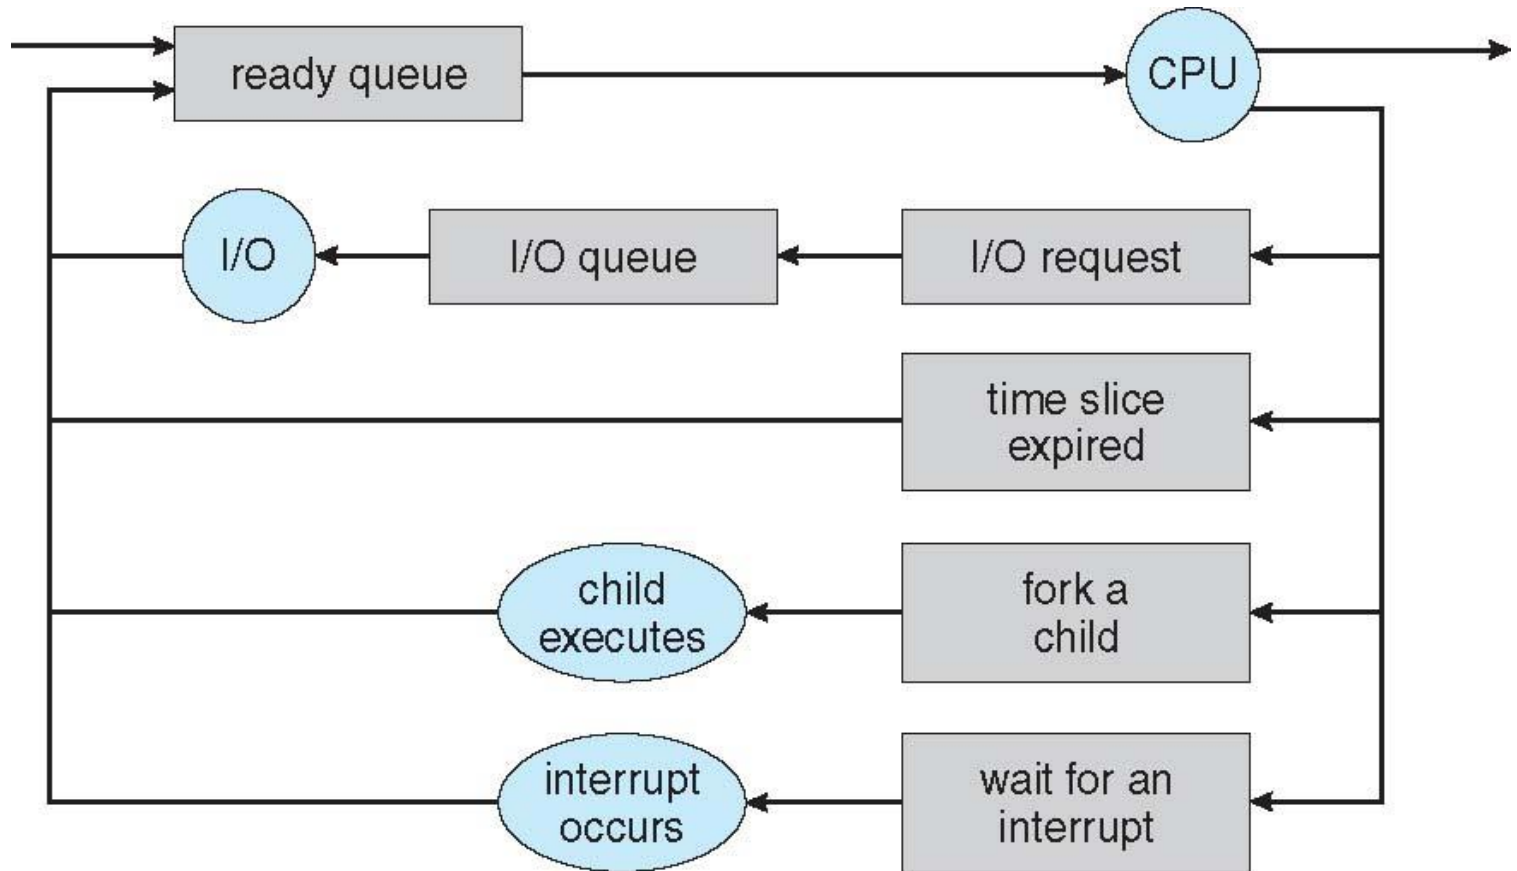 ready queue
CPU
I/O
I/O queue
I/O request
time slice
expired
child
executes
fork a
child
interrupt
occurs
wait for an
interrupt